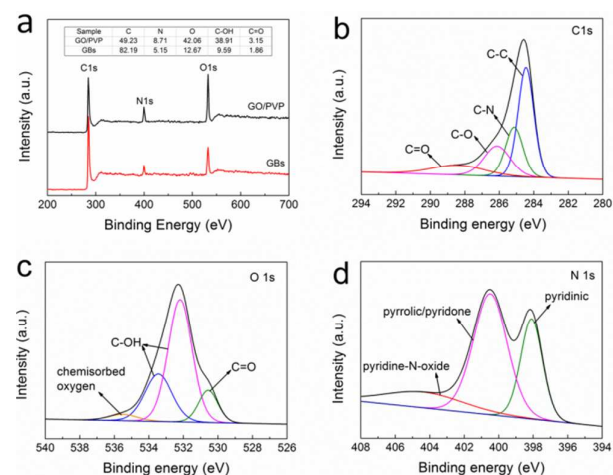 a
Sample C N O C-OH C=O
GO/PVP 49.23 8.71 42.06 38.91 3.15
GBs 82.19 5.15 12.67 9.59 1.86
C1s
N1s
O1s
GO/PVP
GBs
Intensity (a.u.)
200 300 400 500 600 700
Binding Energy (eV)
b
C1s
C-C
C-N
C-O
C=O
Intensity (a.u.)
294 292 290 288 286 284 282 280
Binding Energy (eV)
c
O 1s
C-OH
C=O
chemisorbed
oxygen
Intensity (a.u.)
540 538 536 534 532 530 528 526
Binding energy (eV)
d
N 1s
pyridinic
pyrrolic/pyridone
pyridine-N-oxide
Intensity (a.u.)
408 406 404 402 400 398 396 394
Binding energy (eV)